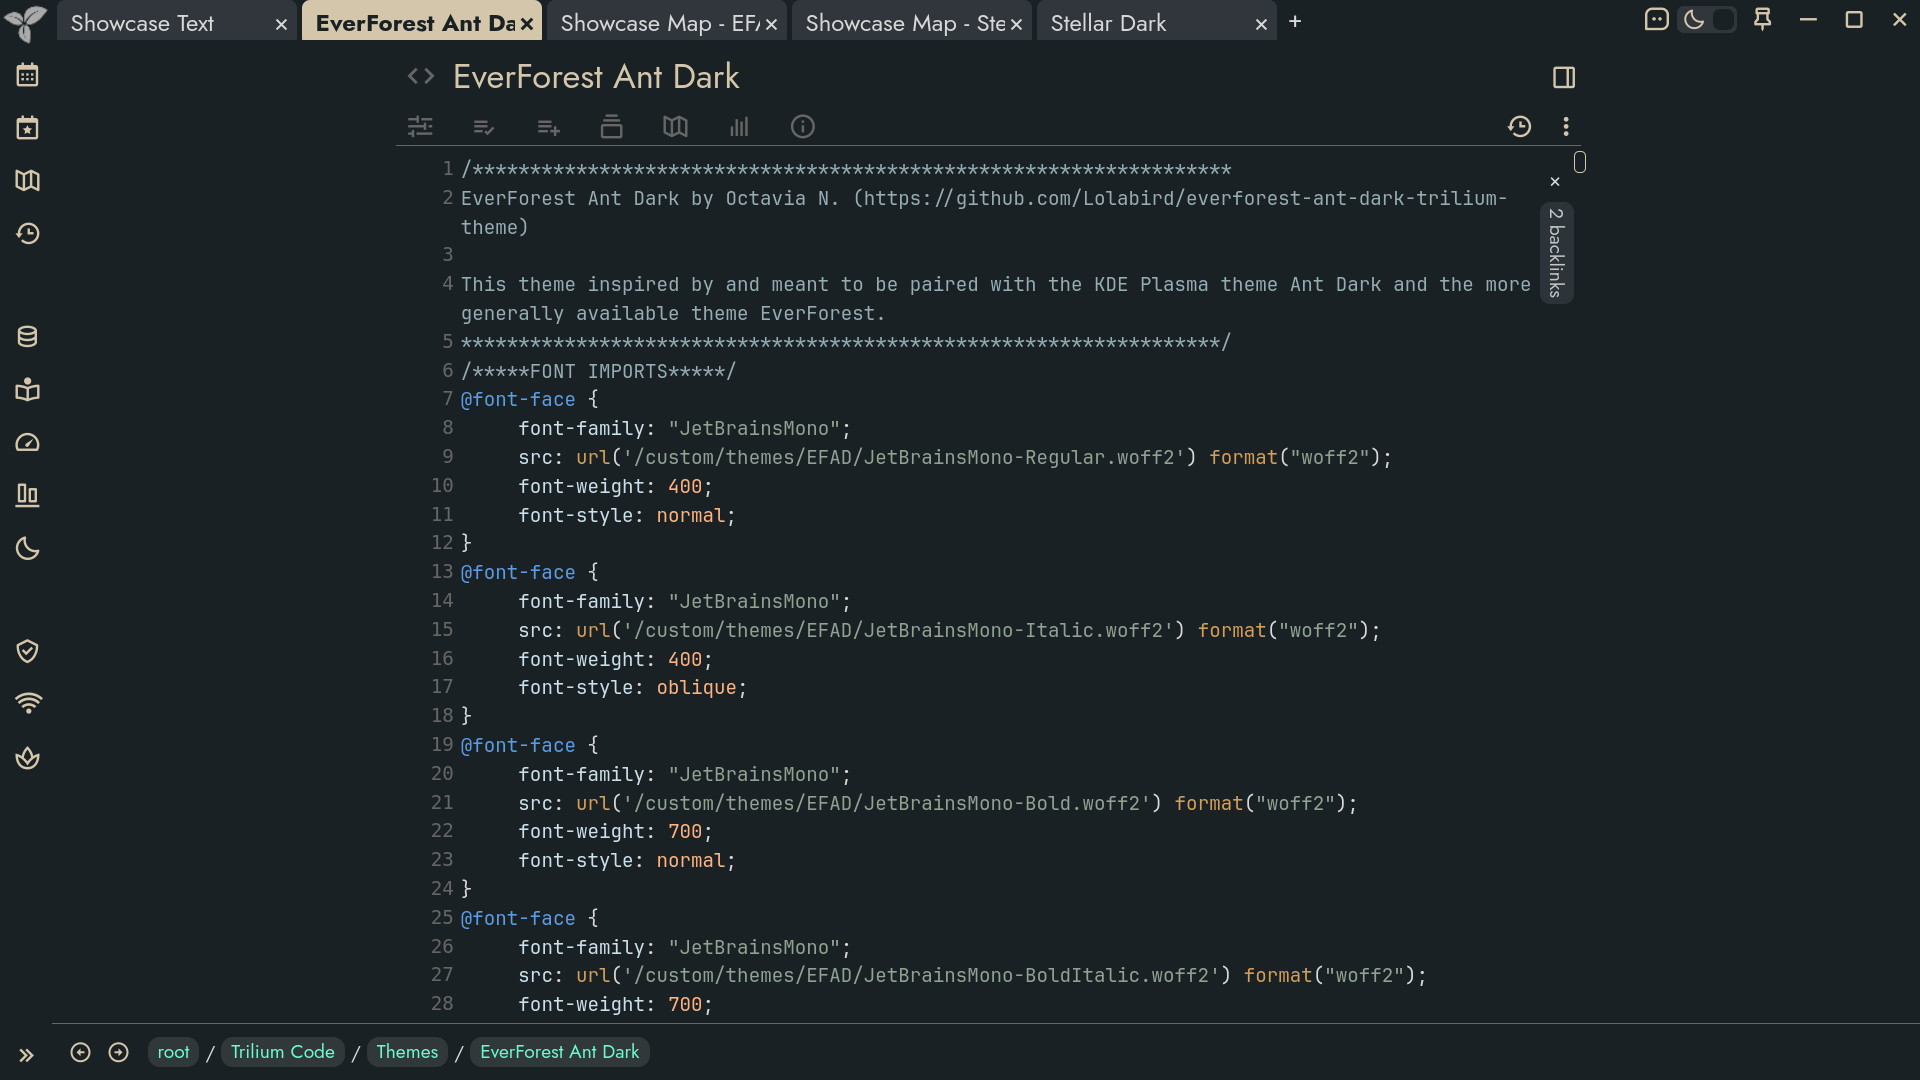 Showcase Text
EverForest Ant Da
Showcase Map - EF
Showcase Map - Ste
Stellar Dark
EverForest Ant Dark
1 /******************************************************************
2 EverForest Ant Dark by Octavia N. (https://github.com/Lolabird/everforest-ant-dark-trilium-
theme)
3
4 This theme inspired by and meant to be paired with the KDE Plasma theme Ant Dark and the more
generally available theme EverForest.
5 ******************************************************************/
6 /*****FONT IMPORTS*****/
7 @font-face {
8 font-family: "JetBrainsMono";
9 src: url('/custom/themes/EFAD/JetBrainsMono-Regular.woff2') format("woff2");
10 font-weight: 400;
11 font-style: normal;
12 }
13 @font-face {
14 font-family: "JetBrainsMono";
15 src: url('/custom/themes/EFAD/JetBrainsMono-Italic.woff2') format("woff2");
16 font-weight: 400;
17 font-style: oblique;
18 }
19 @font-face {
20 font-family: "JetBrainsMono";
21 src: url('/custom/themes/EFAD/JetBrainsMono-Bold.woff2') format("woff2");
22 font-weight: 700;
23 font-style: normal;
24 }
25 @font-face {
26 font-family: "JetBrainsMono";
27 src: url('/custom/themes/EFAD/JetBrainsMono-BoldItalic.woff2') format("woff2");
28 font-weight: 700;
2 backlinks
root / Trilium Code / Themes / EverForest Ant Dark